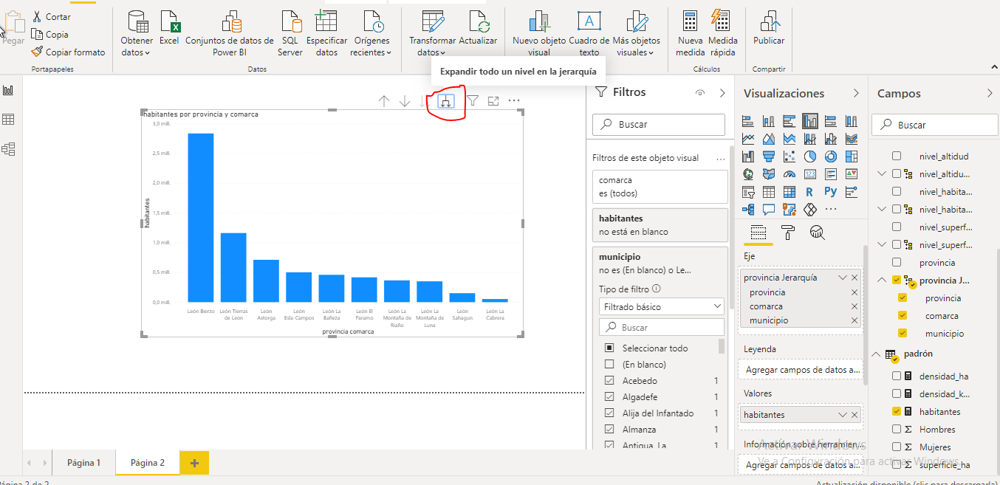 Pegar
Cortar
Copia
Copiar formato
Portapapeles
Obtener
datos
Excel
Conjuntos de datos de
Power BI
SQL
Server
Especificar
datos
Orígenes
recientes
Datos
Transformar
datos
Actualizar
Nuevo objeto
visual
Cuadro de
texto
Más objetos
visuales
Nueva
medida
Medida
rápida
Cálculos
Publicar
Compartir
Expandir todo un nivel en la jerarquía
habitantes por provincia y comarca
3,0 mill.
2,5 mill.
2,0 mill.
1,5 mill.
1,0 mill.
0,5 mill.
0,0 mill.
habitantes
León Bierzo
León Tierras
de Leon
León
Astorga
León
Esla-Campos
León La
Bañeza
León El
Paramo
León La
Montaña de
Riaño
León La
Montaña de
Luna
León
Sahagun
León La
Cabrera
provincia comarca
Filtros
Buscar
Filtros de este objeto visual
comarca
es (todos)
habitantes
no está en blanco
municipio
no es (En blanco) o Le...
Tipo de filtro
Filtrado básico
Buscar
Seleccionar todo
(En blanco)
Acebedo 1
Algadefe 1
Alija del Infantado 1
Almanza 1
Antigua, La 1
Visualizaciones
Eje
provincia Jerarquía
provincia
comarca
municipio
Leyenda
Agregar campos de datos a...
Valores
habitantes
Información sobre herramien...
Agregar campos de datos a...
Campos
Buscar
nivel_altidud
nivel_altidu...
nivel_habita...
nivel_habita...
nivel_superf...
nivel_superf...
provincia
provincia J...
provincia
comarca
municipio
padrón
densidad_ha
densidad_k...
habitantes
Hombres
Mujeres
superficie_ha
Activar Windows
Ve a Configuración para activar Windows.
Página 1
Página 2
Página 2 de 2
Actualización disponible (clic para descargarla)